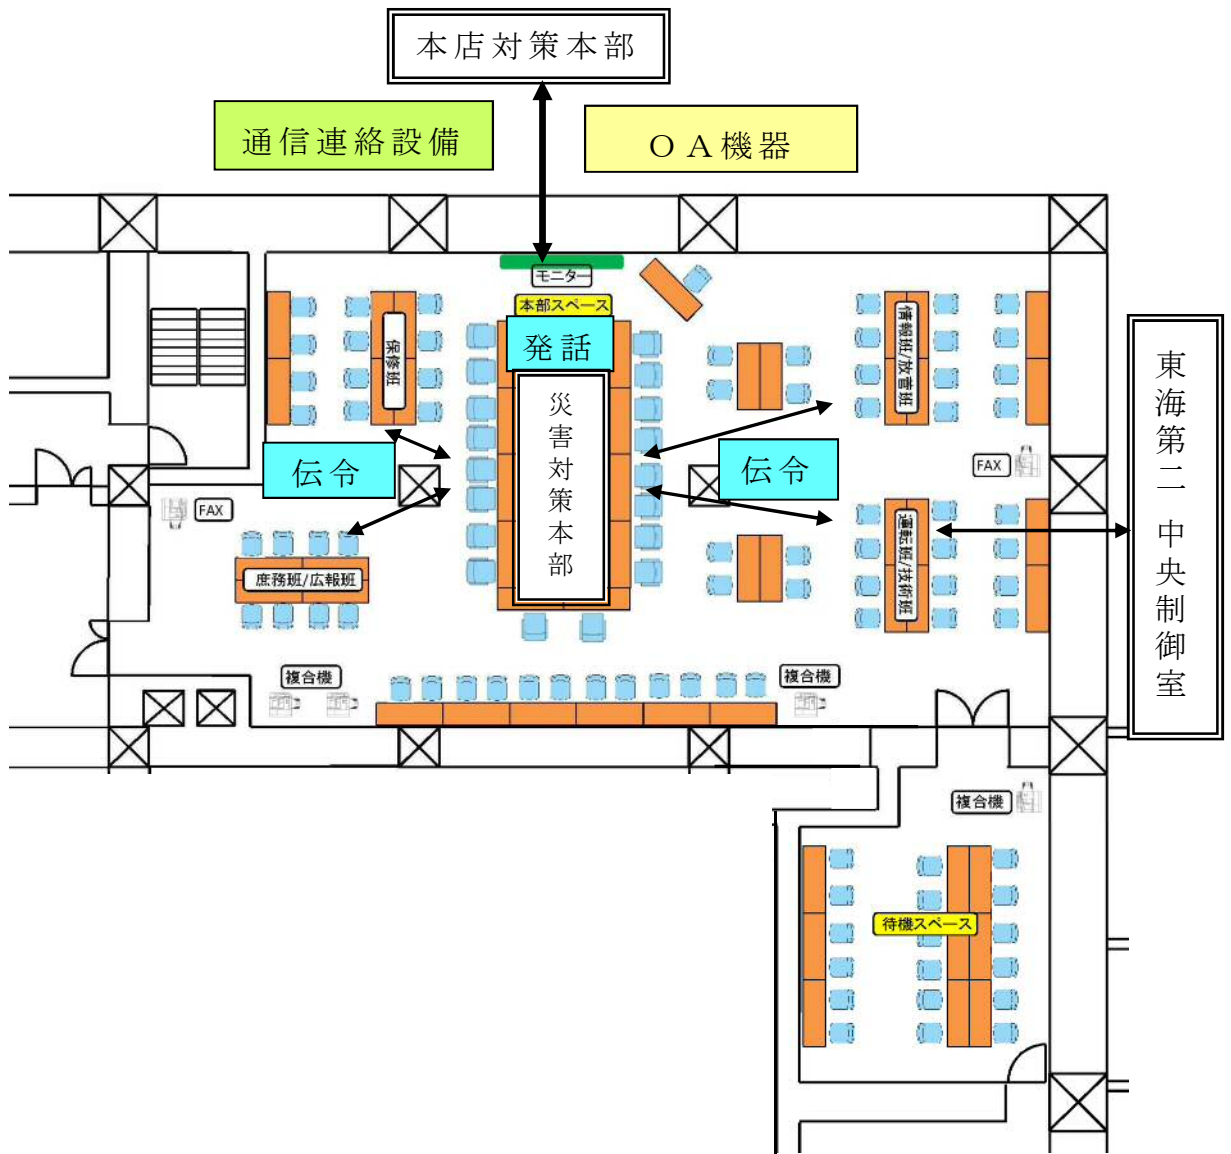 本店対策本部
通信連絡設備
ＯＡ機器
モニター
本部スペース
発話
災害対策本部
保修班
情報班/放管班
伝令
伝令
FAX
FAX
運転班/技術班
東海第二 中央制御室
庶務班/広報班
複合機
複合機
複合機
待機スペース